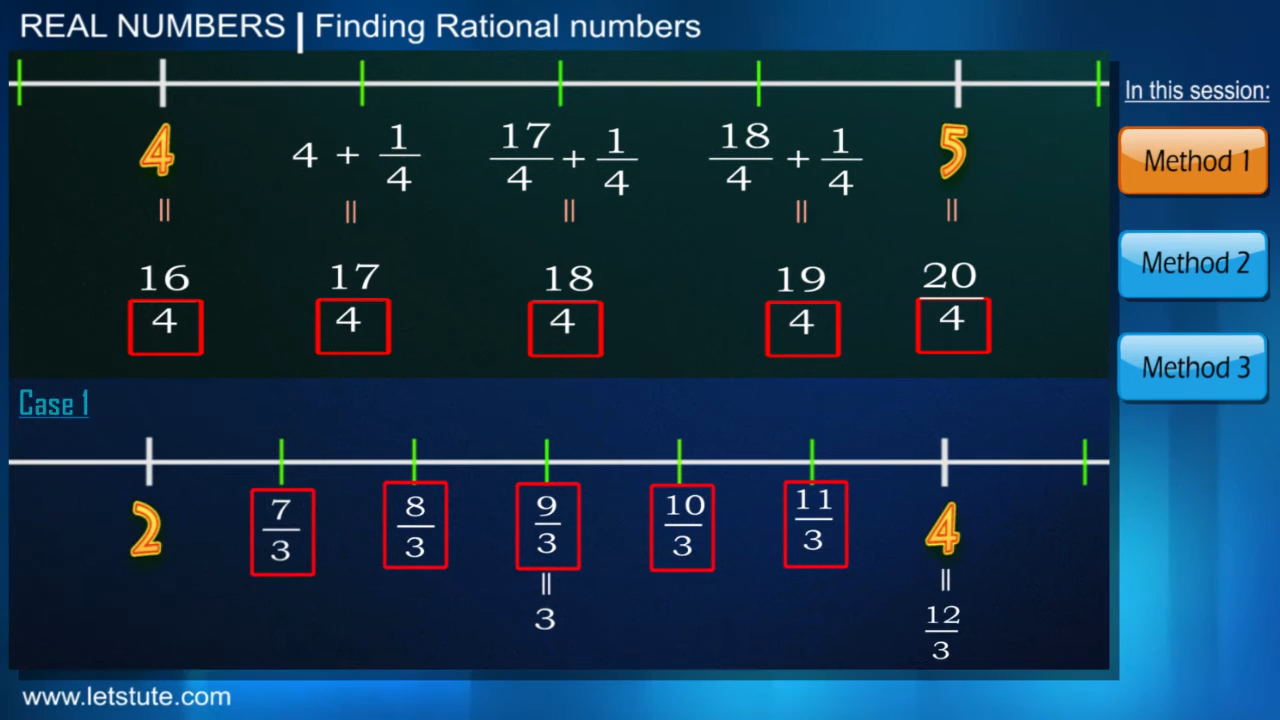 REAL NUMBERS | Finding Rational numbers
In this session:
Method 1
Method 2
Method 3
4 4 + 1/4 17/4 + 1/4 18/4 + 1/4 5
= = = = =
16/4 17/4 18/4 19/4 20/4
Case 1
2 7/3 8/3 9/3 10/3 11/3 4
= =
3 12/3
www.letstute.com